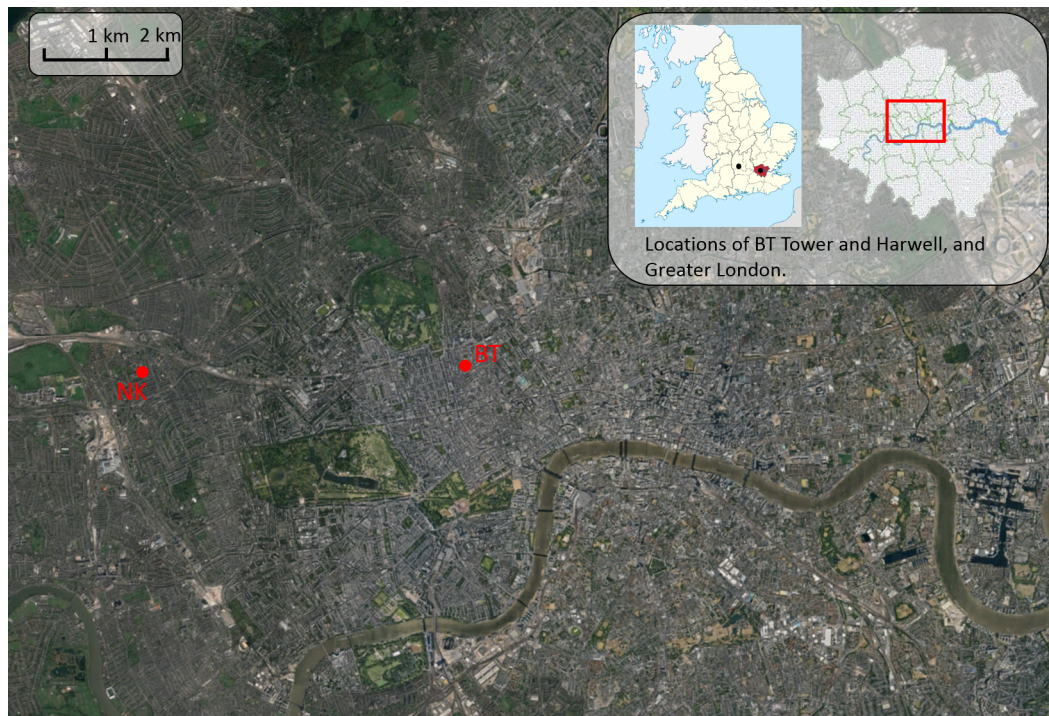 1 km 2 km
Locations of BT Tower and Harwell, and
Greater London.
BT
NK